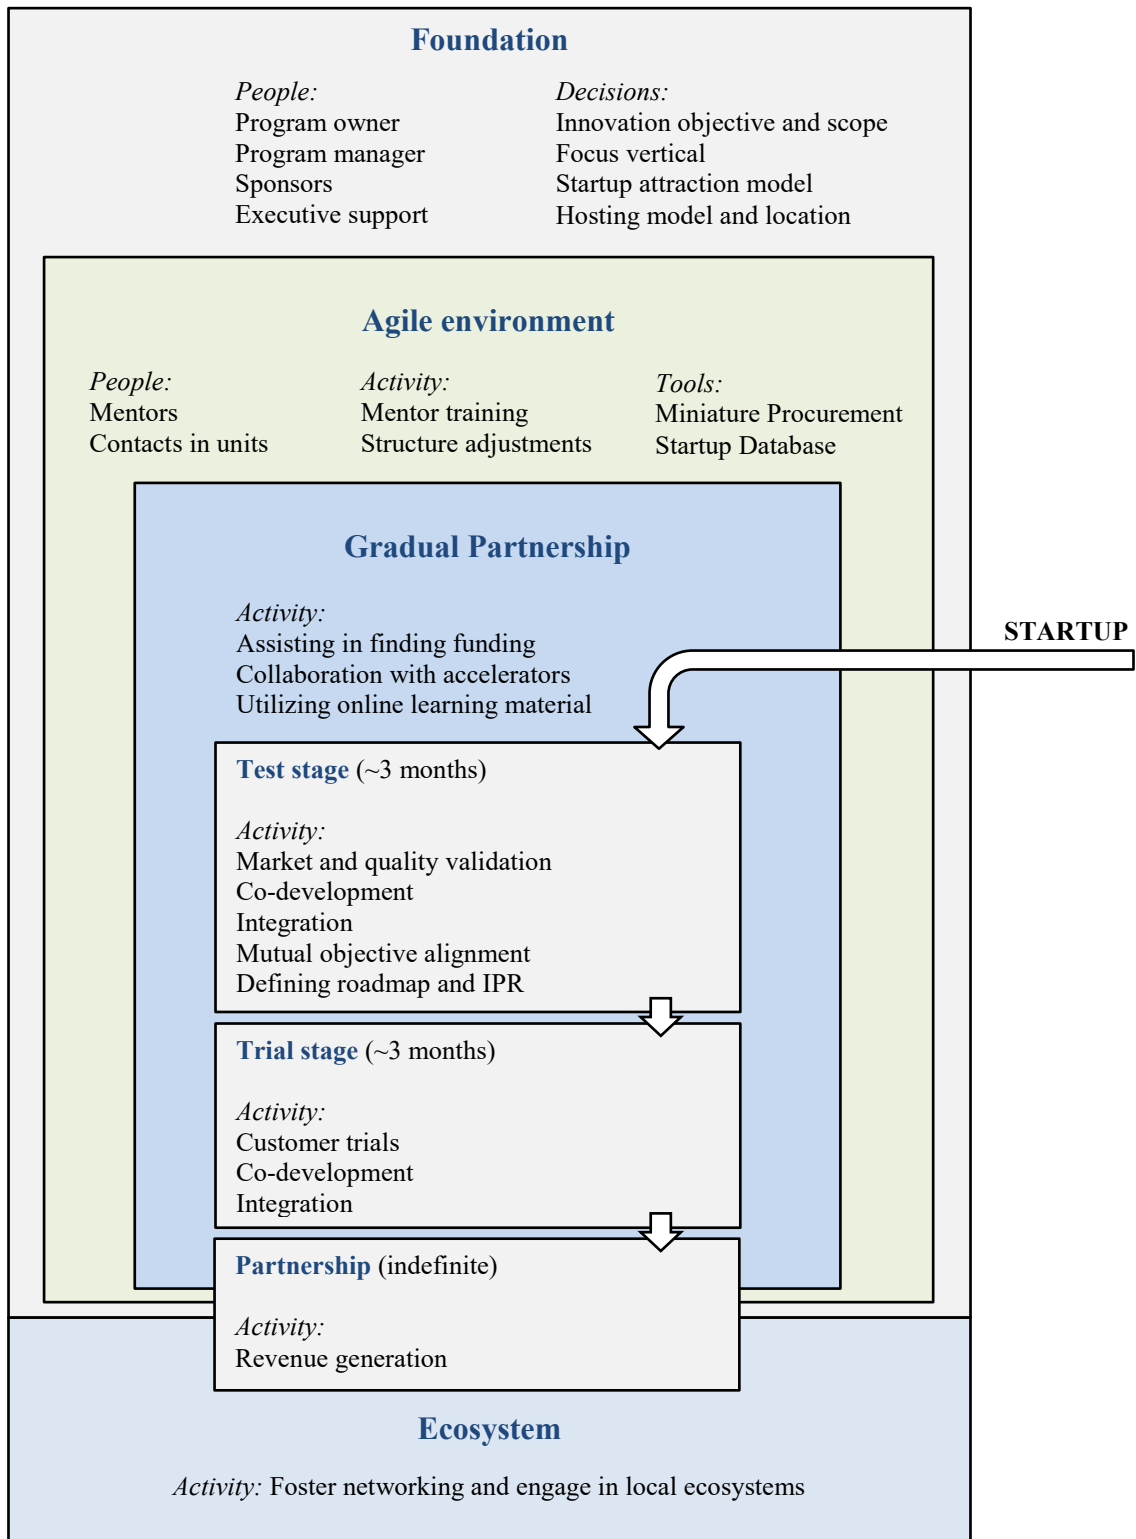 Foundation
People:
Program owner
Program manager
Sponsors
Executive support
Decisions:
Innovation objective and scope
Focus vertical
Startup attraction model
Hosting model and location
Agile environment
People:
Mentors
Contacts in units
Activity:
Mentor training
Structure adjustments
Tools:
Miniature Procurement
Startup Database
Gradual Partnership
Activity:
Assisting in finding funding
Collaboration with accelerators
Utilizing online learning material
STARTUP
Test stage (~3 months)
Activity:
Market and quality validation
Co-development
Integration
Mutual objective alignment
Defining roadmap and IPR
Trial stage (~3 months)
Activity:
Customer trials
Co-development
Integration
Partnership (indefinite)
Activity:
Revenue generation
Ecosystem
Activity: Foster networking and engage in local ecosystems